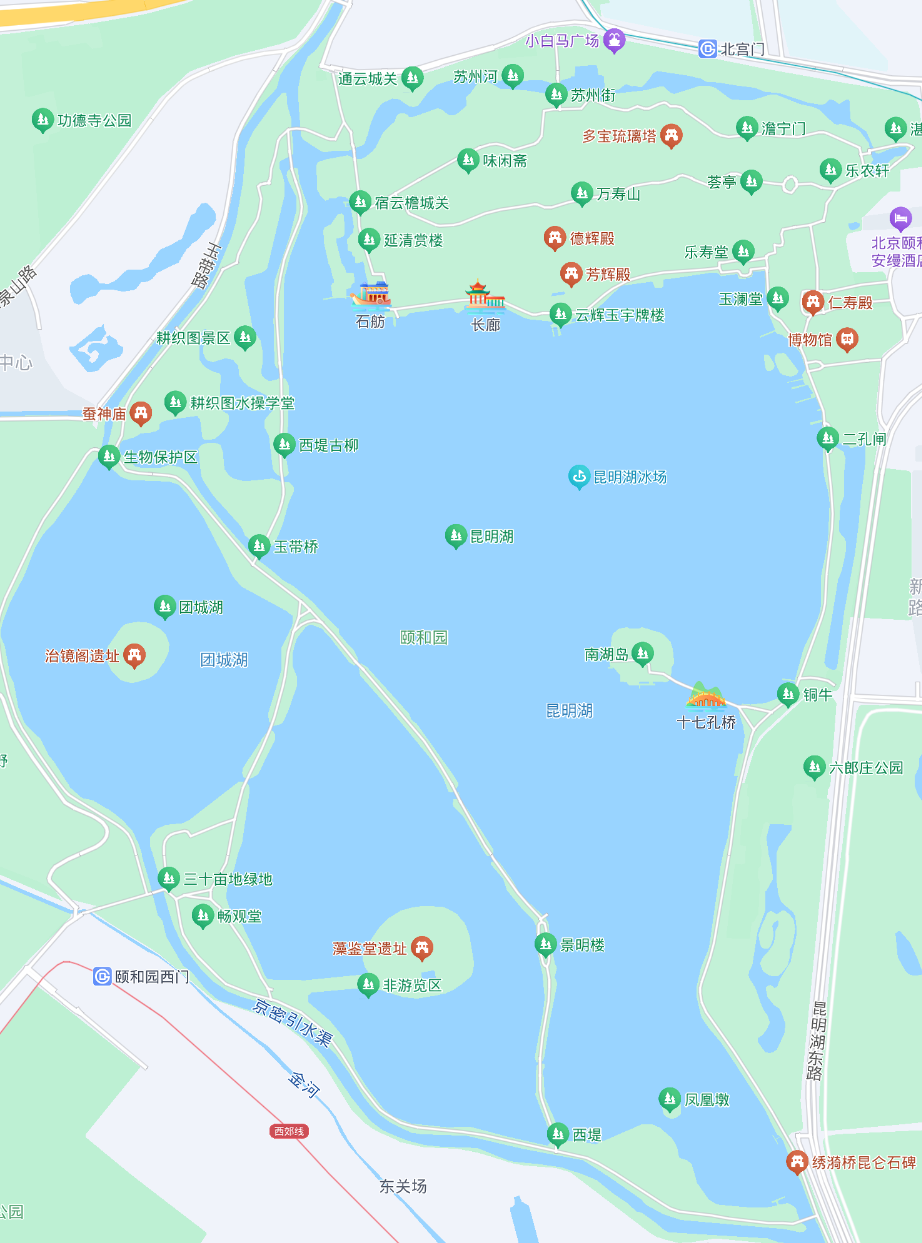 小白马广场
北宫门
通云城关
苏州河
苏州街
功德寺公园
多宝琉璃塔
澹宁门
味闲斋
荟亭
乐农轩
宿云檐城关
万寿山
延清赏楼
德辉殿
乐寿堂
北京颐和
安缦酒店
玉带路
芳辉殿
泉山路
石舫
长廊
云辉玉宇牌楼
玉澜堂
仁寿殿
耕织图景区
博物馆
中心
蚕神庙
耕织图水操学堂
西堤古柳
二孔闸
生物保护区
昆明湖冰场
昆明湖
玉带桥
新
路
团城湖
颐和园
治镜阁遗址
团城湖
南湖岛
铜牛
昆明湖
十七孔桥
六郎庄公园
野
三十亩地绿地
畅观堂
藻鉴堂遗址
景明楼
颐和园西门
非游览区
京密引水渠
昆明湖东路
金河
凤凰墩
西郊线
西堤
绣漪桥昆仑石碑
东关场
公园